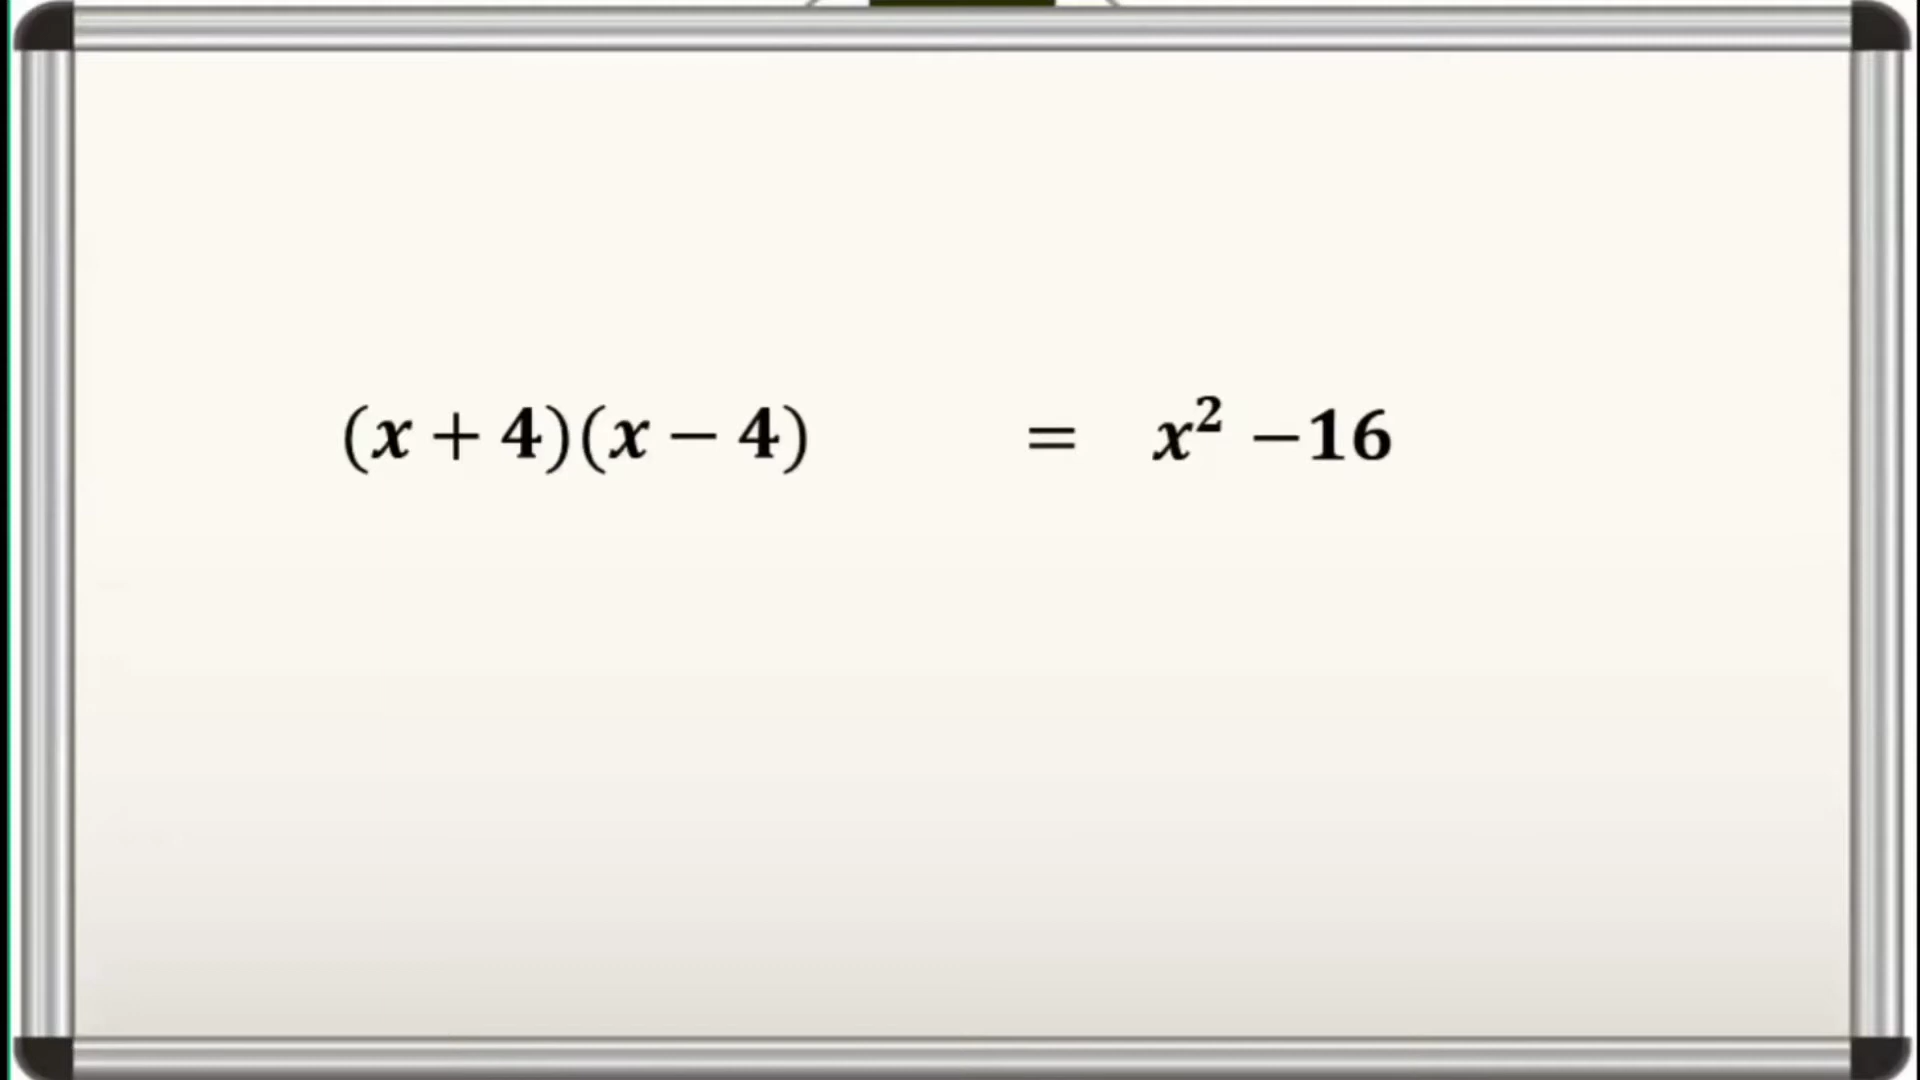 (x + 4)(x − 4) = x² −16